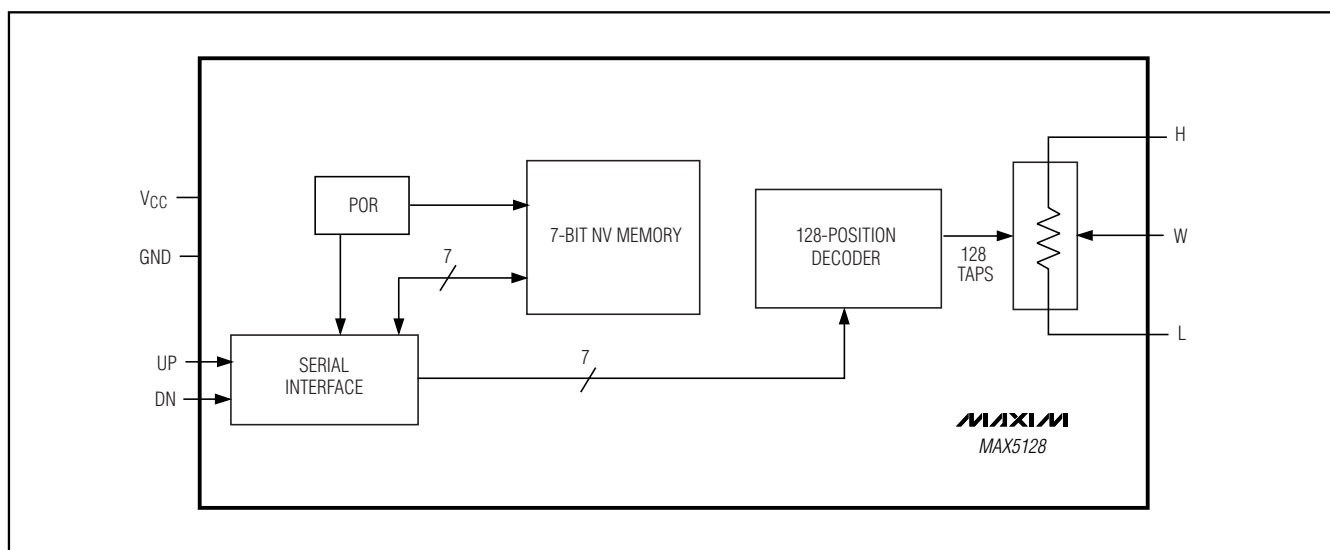 H
POR
VCC
7-BIT NV MEMORY
128-POSITION
DECODER
W
128
TAPS
GND
7
L
UP
SERIAL
INTERFACE
7
DN
MAXIM
MAX5128